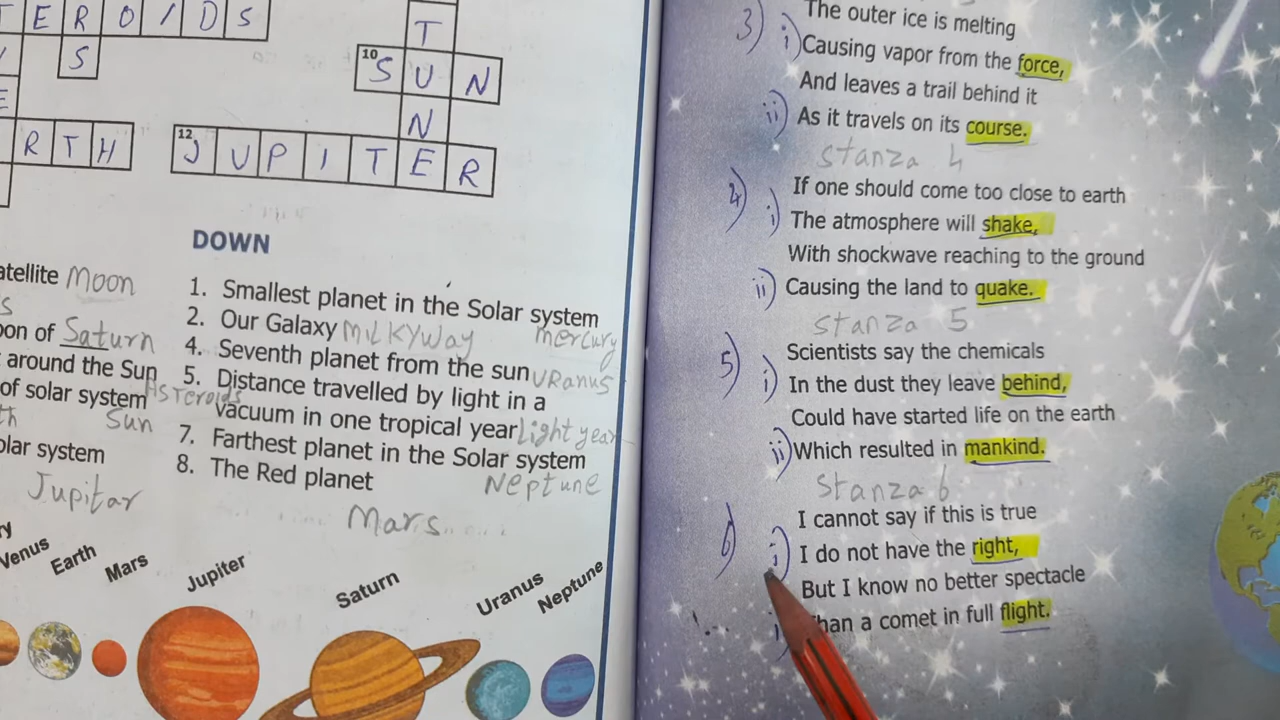 T E R O I D S
S
T
10 S U N
N
E
R T H
12 J U P I T E R
DOWN
atellite Moon
s
oon of Saturn
around the Sun
Asteroids
of solar system
th Sun
olar system
Jupitar
1. Smallest planet in the Solar system
mercury
2. Our Galaxy MilKyWay
4. Seventh planet from the sun URanus
5. Distance travelled by light in a
vacuum in one tropical year Light year
7. Farthest planet in the Solar system
Neptune
8. The Red planet
Mars
ry
Venus
Earth
Mars
Jupiter
Saturn
Uranus
Neptune
The outer ice is melting
3) i) Causing vapor from the force,
And leaves a trail behind it
ii) As it travels on its course.
stanza 4
If one should come too close to earth
4) i) The atmosphere will shake,
With shockwave reaching to the ground
ii) Causing the land to quake.
stanza 5
Scientists say the chemicals
5) i) In the dust they leave behind,
Could have started life on the earth
ii) Which resulted in mankind.
Stanza 6
I cannot say if this is true
6) i) I do not have the right,
But I know no better spectacle
han a comet in full flight.